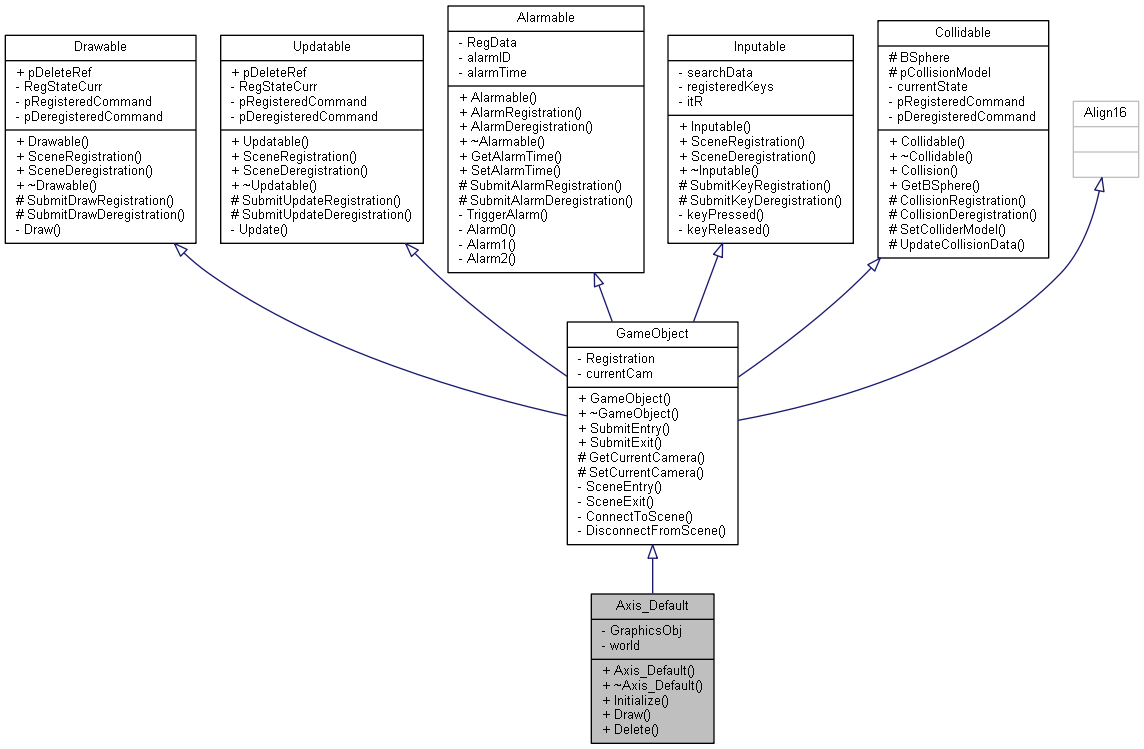 Drawable
+ pDeleteRef
- RegStateCurr
- pRegisteredCommand
- pDeregisteredCommand
+ Drawable()
+ SceneRegistration()
+ SceneDeregistration()
+ ~Drawable()
# SubmitDrawRegistration()
# SubmitDrawDeregistration()
- Draw()
Updatable
+ pDeleteRef
- RegStateCurr
- pRegisteredCommand
- pDeregisteredCommand
+ Updatable()
+ SceneRegistration()
+ SceneDeregistration()
+ ~Updatable()
# SubmitUpdateRegistration()
# SubmitUpdateDeregistration()
- Update()
Alarmable
- RegData
- alarmID
- alarmTime
+ Alarmable()
+ AlarmRegistration()
+ AlarmDeregistration()
+ ~Alarmable()
+ GetAlarmTime()
+ SetAlarmTime()
# SubmitAlarmRegistration()
# SubmitAlarmDeregistration()
- TriggerAlarm()
- Alarm0()
- Alarm1()
- Alarm2()
Inputable
- searchData
- registeredKeys
- itR
+ Inputable()
+ SceneRegistration()
+ SceneDeregistration()
+ ~Inputable()
# SubmitKeyRegistration()
# SubmitKeyDeregistration()
- keyPressed()
- keyReleased()
Collidable
# BSphere
# pCollisionModel
- currentState
- pRegisteredCommand
- pDeregisteredCommand
+ Collidable()
+ ~Collidable()
+ Collision()
+ GetBSphere()
# CollisionRegistration()
# CollisionDeregistration()
# SetColliderModel()
# UpdateCollisionData()
Align16
GameObject
- Registration
- currentCam
+ GameObject()
+ ~GameObject()
+ SubmitEntry()
+ SubmitExit()
# GetCurrentCamera()
# SetCurrentCamera()
- SceneEntry()
- SceneExit()
- ConnectToScene()
- DisconnectFromScene()
Axis_Default
- GraphicsObj
- world
+ Axis_Default()
+ ~Axis_Default()
+ Initialize()
+ Draw()
+ Delete()